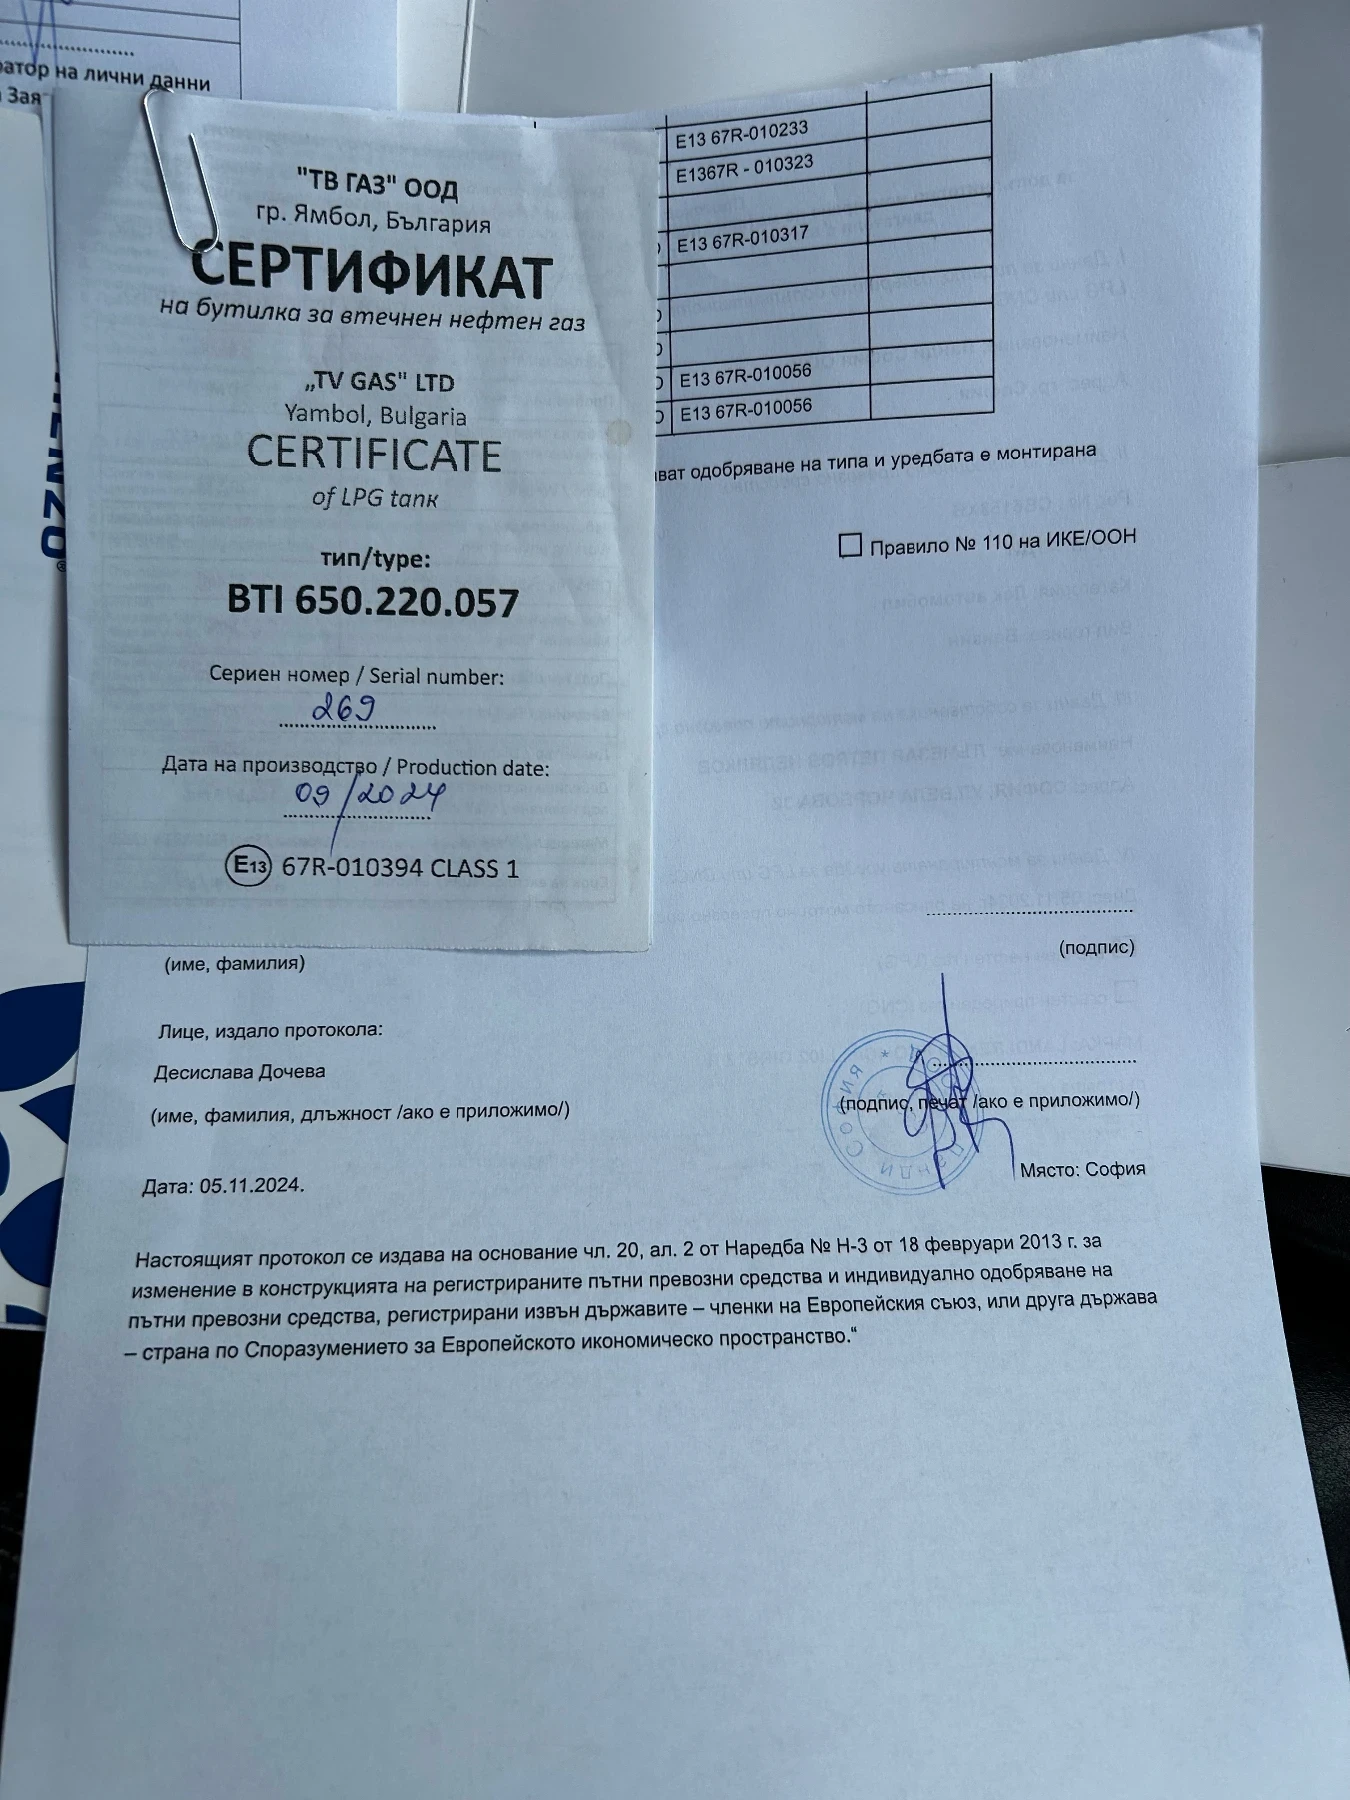 на лични данни
"ТВ ГАЗ" ООД
гр. Ямбол, България
СЕРТИФИКАТ
на бутилка за втечнен нефтен газ
„TV GAS" LTD
Yambol, Bulgaria
CERTIFICATE
of LPG tanк
тип/type:
BTI 650.220.057
Сериен номер / Serial number:
269
Дата на производство / Production date:
09/2024
E13 67R-010394 CLASS 1
E13 67R-010233
E1367R - 010323
E13 67R-010317
E13 67R-010056
E13 67R-010056
одобряване на типа и уредбата е монтирана
Правило № 110 на ИКЕ/ООН
(подпис)
(име, фамилия)
Лице, издало протокола:
Десислава Дочева
(име, фамилия, длъжност /ако е приложимо/)
(подпис, печат /ако е приложимо/)
Дата: 05.11.2024.
Място: София
Настоящият протокол се издава на основание чл. 20, ал. 2 от Наредба № Н-3 от 18 февруари 2013 г. за
изменение в конструкцията на регистрираните пътни превозни средства и индивидуално одобряване на
пътни превозни средства, регистрирани извън държавите – членки на Европейския съюз, или друга държава
– страна по Споразумението за Европейското икономическо пространство.“